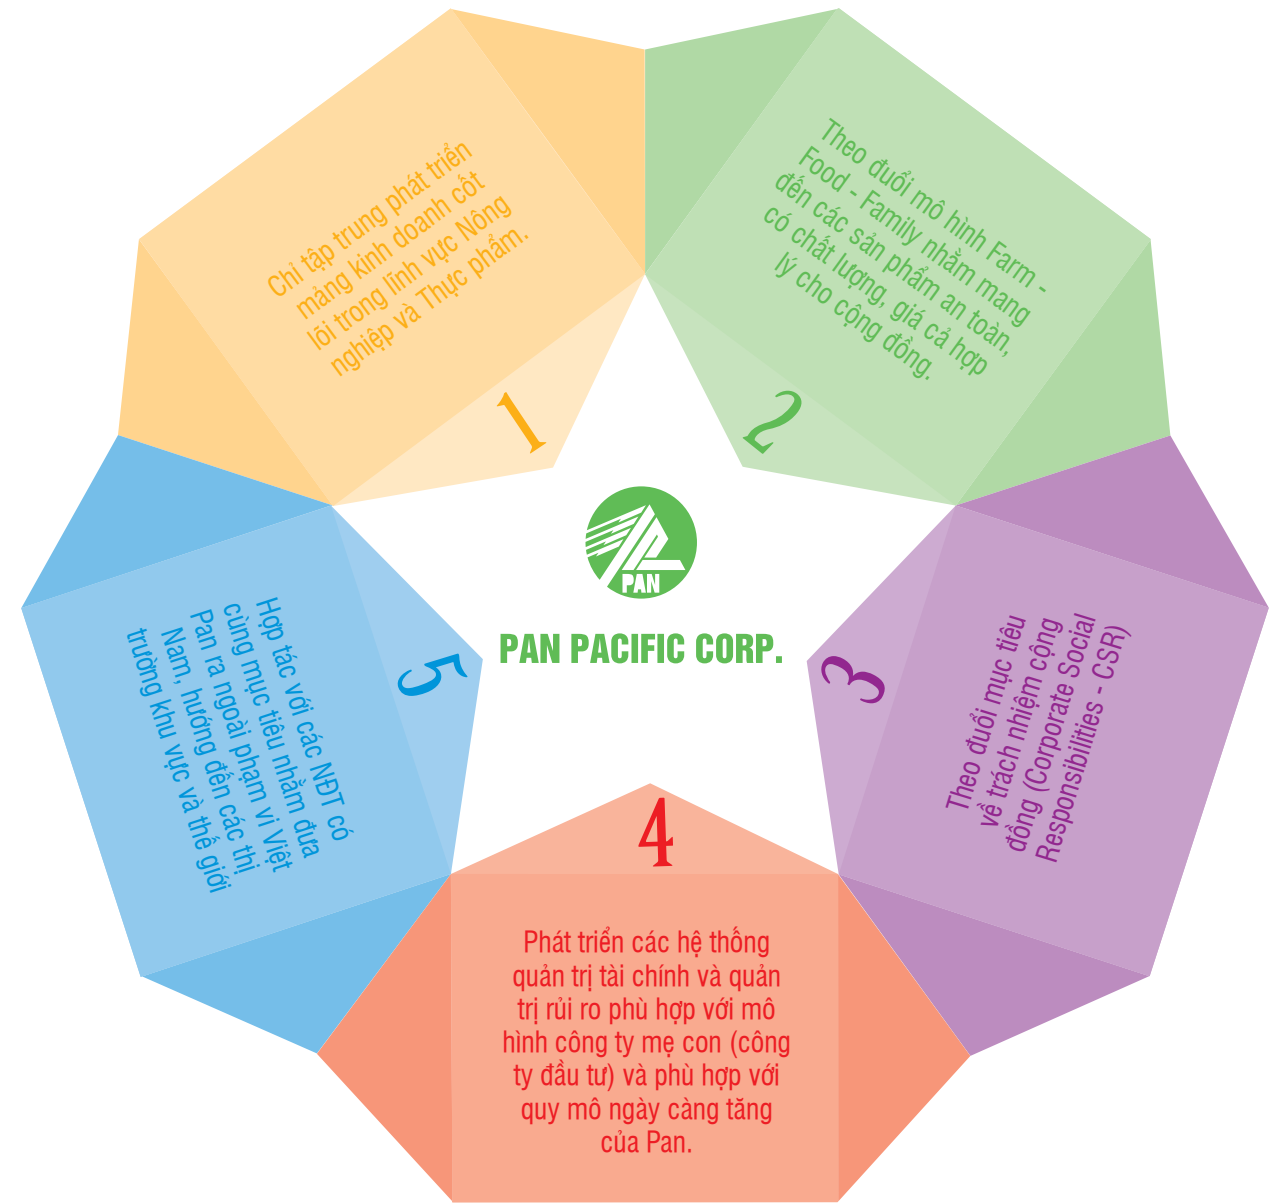 Chỉ tập trung phát triển
mảng kinh doanh cốt
lõi trong lĩnh vực Nông
nghiệp và Thực phẩm.
1
Theo đuổi mô hình Farm -
Food - Family nhằm mang
đến các sản phẩm an toàn,
có chất lượng, giá cả hợp
lý cho cộng đồng.
2
Theo đuổi mục tiêu
về trách nhiệm cộng
đồng (Corporate Social
Responsibilities - CSR)
3
4
Phát triển các hệ thống
quản trị tài chính và quản
trị rủi ro phù hợp với mô
hình công ty mẹ con (công
ty đầu tư) và phù hợp với
quy mô ngày càng tăng
của Pan.
5
Hợp tác với các NĐT có
cùng mục tiêu nhằm đưa
Pan ra ngoài phạm vi Việt
Nam, hướng đến các thị
trường khu vực và thế giới
PAN
PAN PACIFIC CORP.